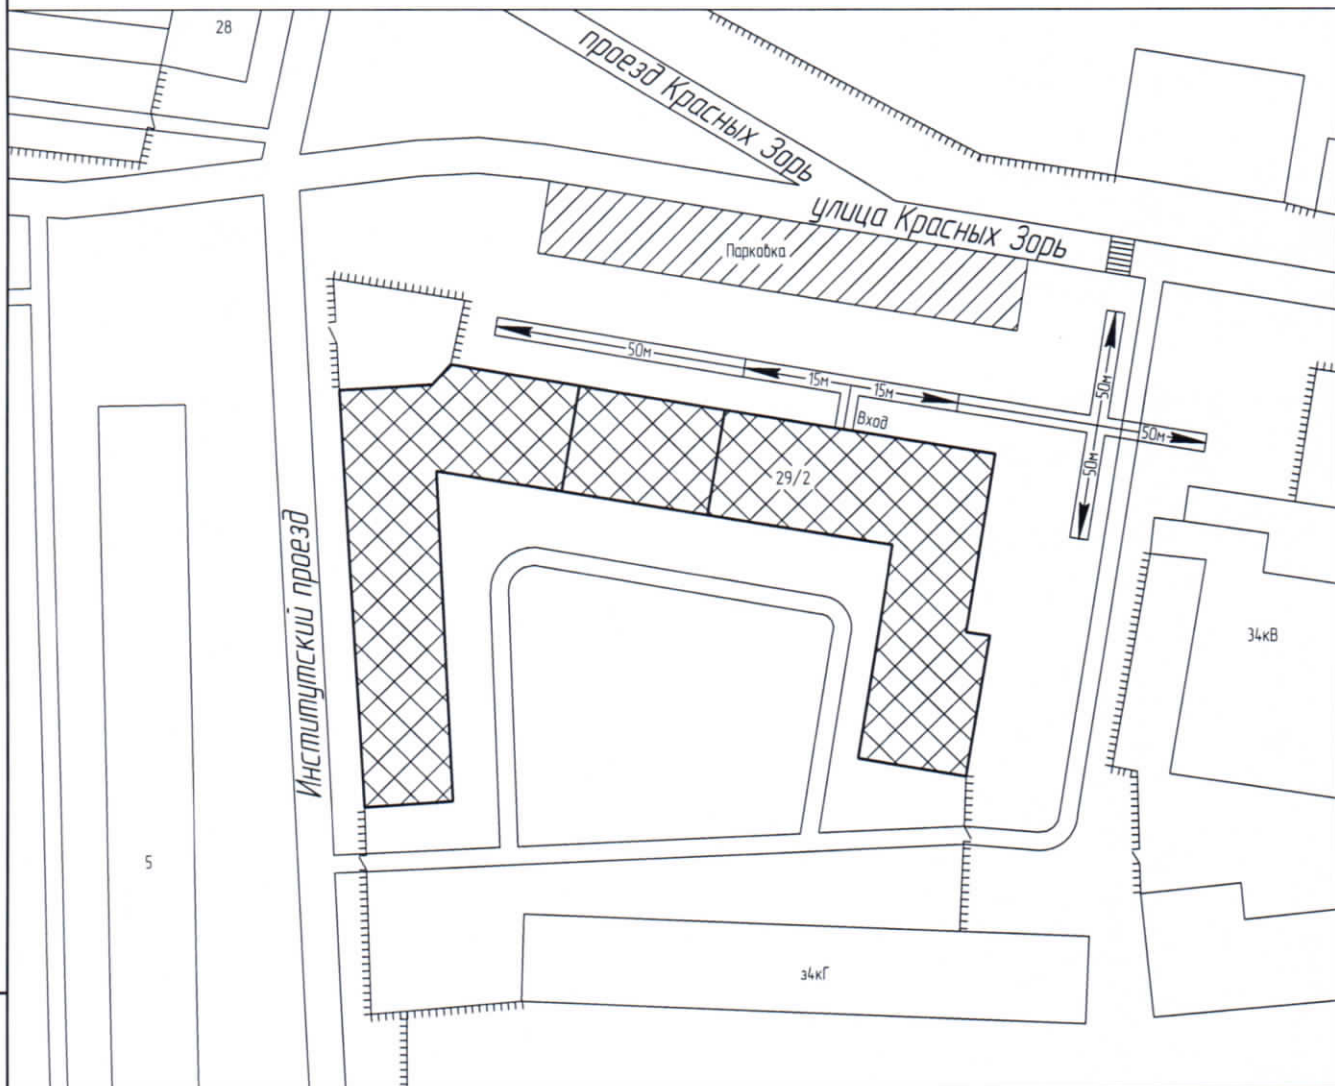 28
проезд Красных Зорь
улица Красных Зорь
Парковка
50м
15м
15м
50м
50м
50м
Вход
29/2
Институтский проезд
34кВ
5
з4кГ